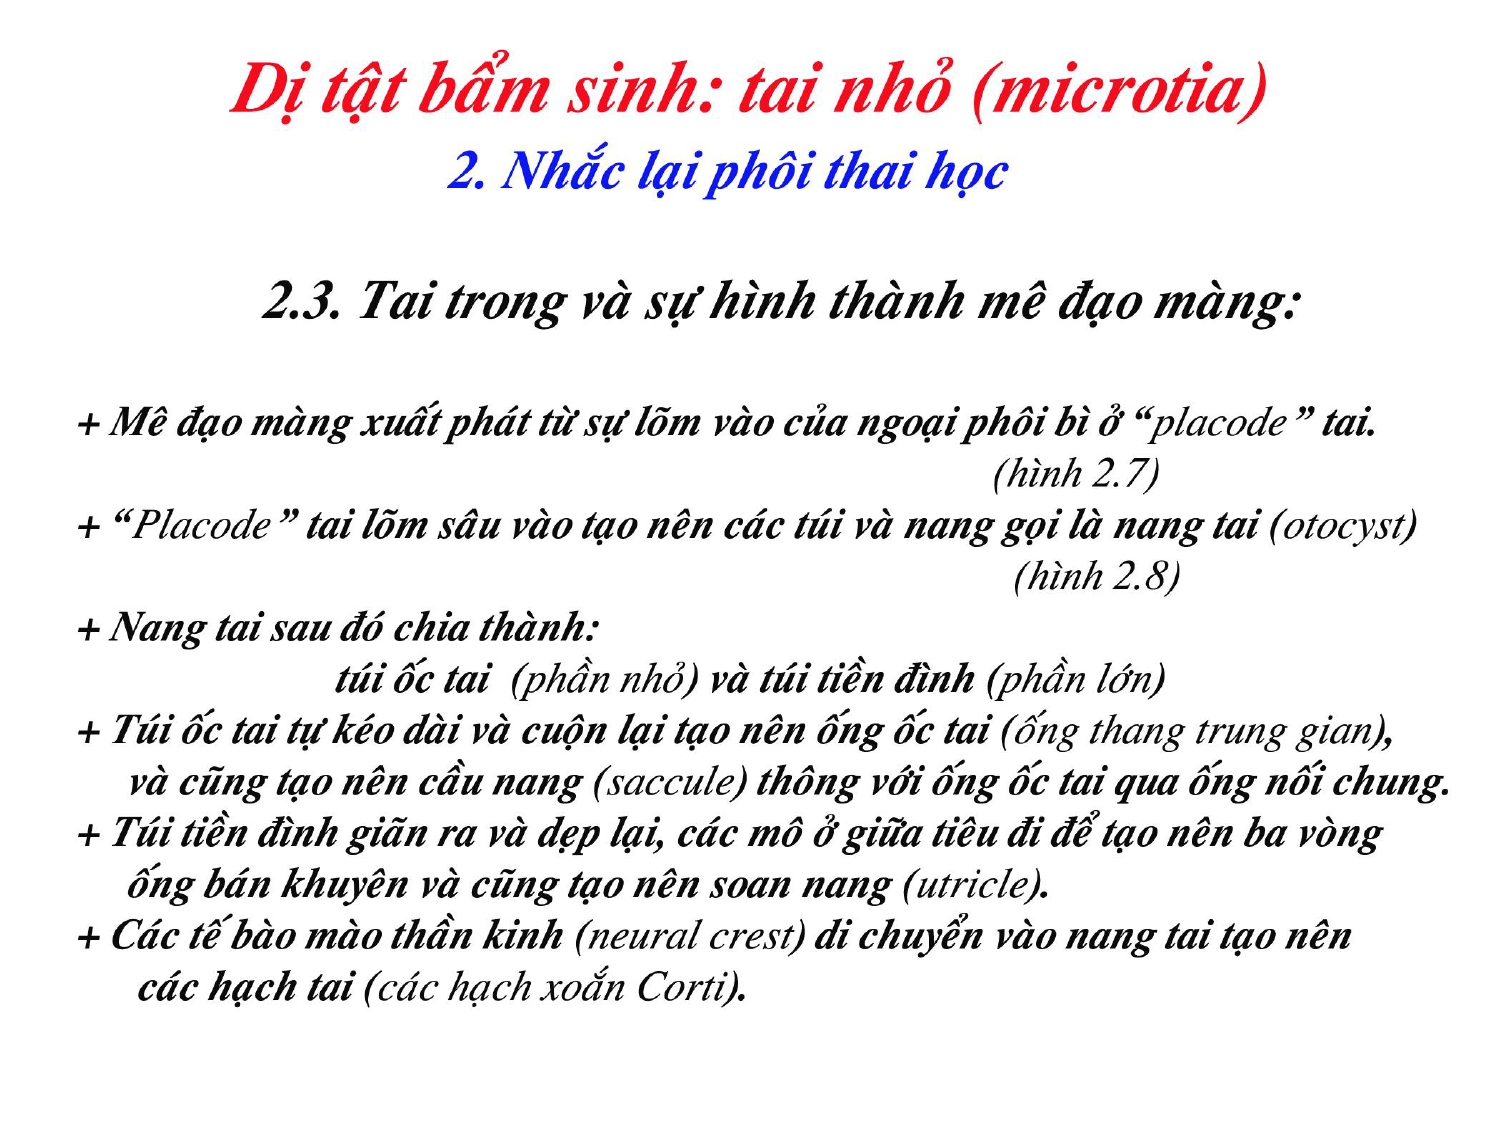 Dị tật bẩm sinh: tai nhỏ (microtia)
2. Nhắc lại phôi thai học
2.3. Tai trong và sự hình thành mê đạo màng:
+ Mê đạo màng xuất phát từ sự lõm vào của ngoại phôi bì ở “placode” tai.
(hình 2.7)
+ “Placode” tai lõm sâu vào tạo nên các túi và nang gọi là nang tai (otocyst)
(hình 2.8)
+ Nang tai sau đó chia thành:
túi ốc tai (phần nhỏ) và túi tiền đình (phần lớn)
+ Túi ốc tai tự kéo dài và cuộn lại tạo nên ống ốc tai (ống thang trung gian),
và cũng tạo nên cầu nang (saccule) thông với ống ốc tai qua ống nối chung.
+ Túi tiền đình giãn ra và dẹp lại, các mô ở giữa tiêu đi để tạo nên ba vòng
ống bán khuyên và cũng tạo nên soan nang (utricle).
+ Các tế bào mào thần kinh (neural crest) di chuyển vào nang tai tạo nên
các hạch tai (các hạch xoắn Corti).